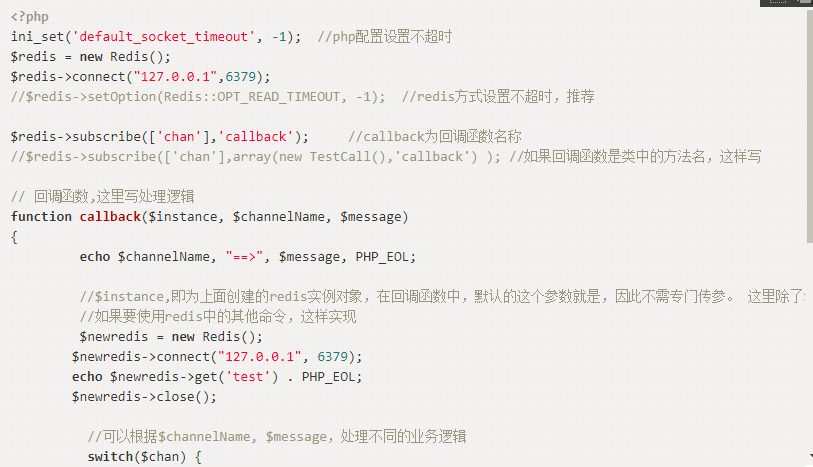 <?php
ini_set('default_socket_timeout', -1);  //php配置设置不超时
$redis = new Redis();
$redis->connect("127.0.0.1",6379);
//$redis->setOption(Redis::OPT_READ_TIMEOUT, -1);  //redis方式设置不超时，推荐
$redis->subscribe(['chan'],'callback');     //callback为回调函数名称
//$redis->subscribe(['chan'],array(new TestCall(),'callback') ); //如果回调函数是类中的方法名，这样写
// 回调函数,这里写处理逻辑
function callback($instance, $channelName, $message)
{
echo $channelName, "==>", $message, PHP_EOL;
//$instance,即为上面创建的redis实例对象，在回调函数中，默认的这个参数就是，因此不需专门传参。 这里除了
//如果要使用redis中的其他命令，这样实现
$newredis = new Redis();
$newredis->connect("127.0.0.1", 6379);
echo $newredis->get('test') . PHP_EOL;
$newredis->close();
//可以根据$channelName, $message，处理不同的业务逻辑
switch($chan) {